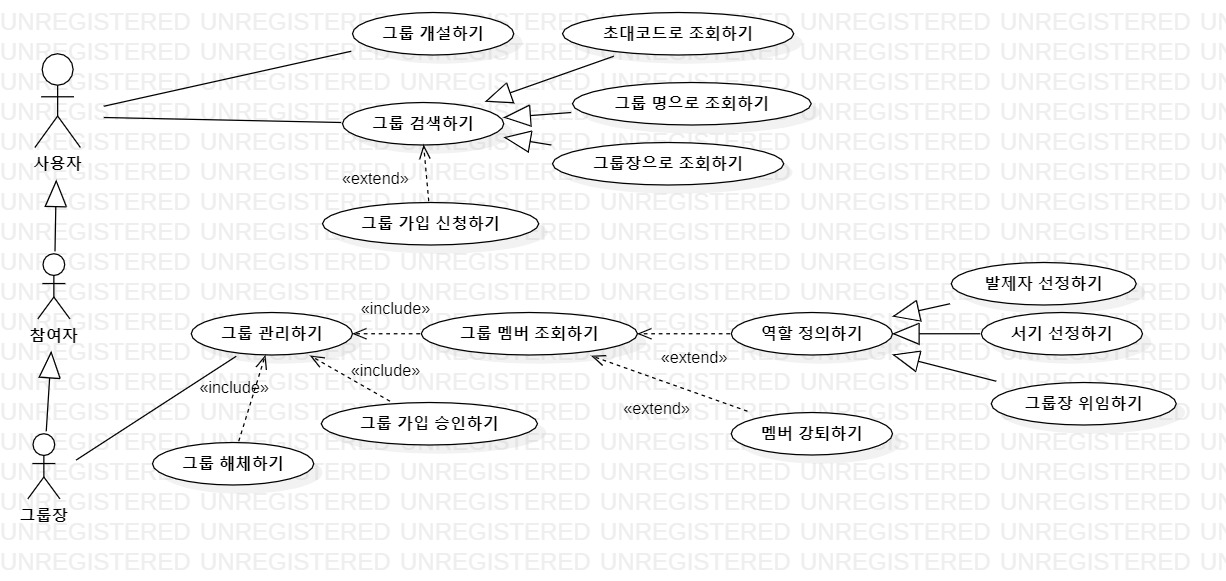 그룹 개설하기
초대코드로 조회하기
그룹 명으로 조회하기
그룹 검색하기
그룹장으로 조회하기
사용자
«extend»
그룹 가입 신청하기
발제자 선정하기
참여자
그룹 관리하기
«include»
그룹 멤버 조회하기
역할 정의하기
서기 선정하기
«extend»
«include»
«include»
그룹장 위임하기
«extend»
그룹 가입 승인하기
멤버 강퇴하기
그룹 해체하기
그룹장
UNREGISTERED